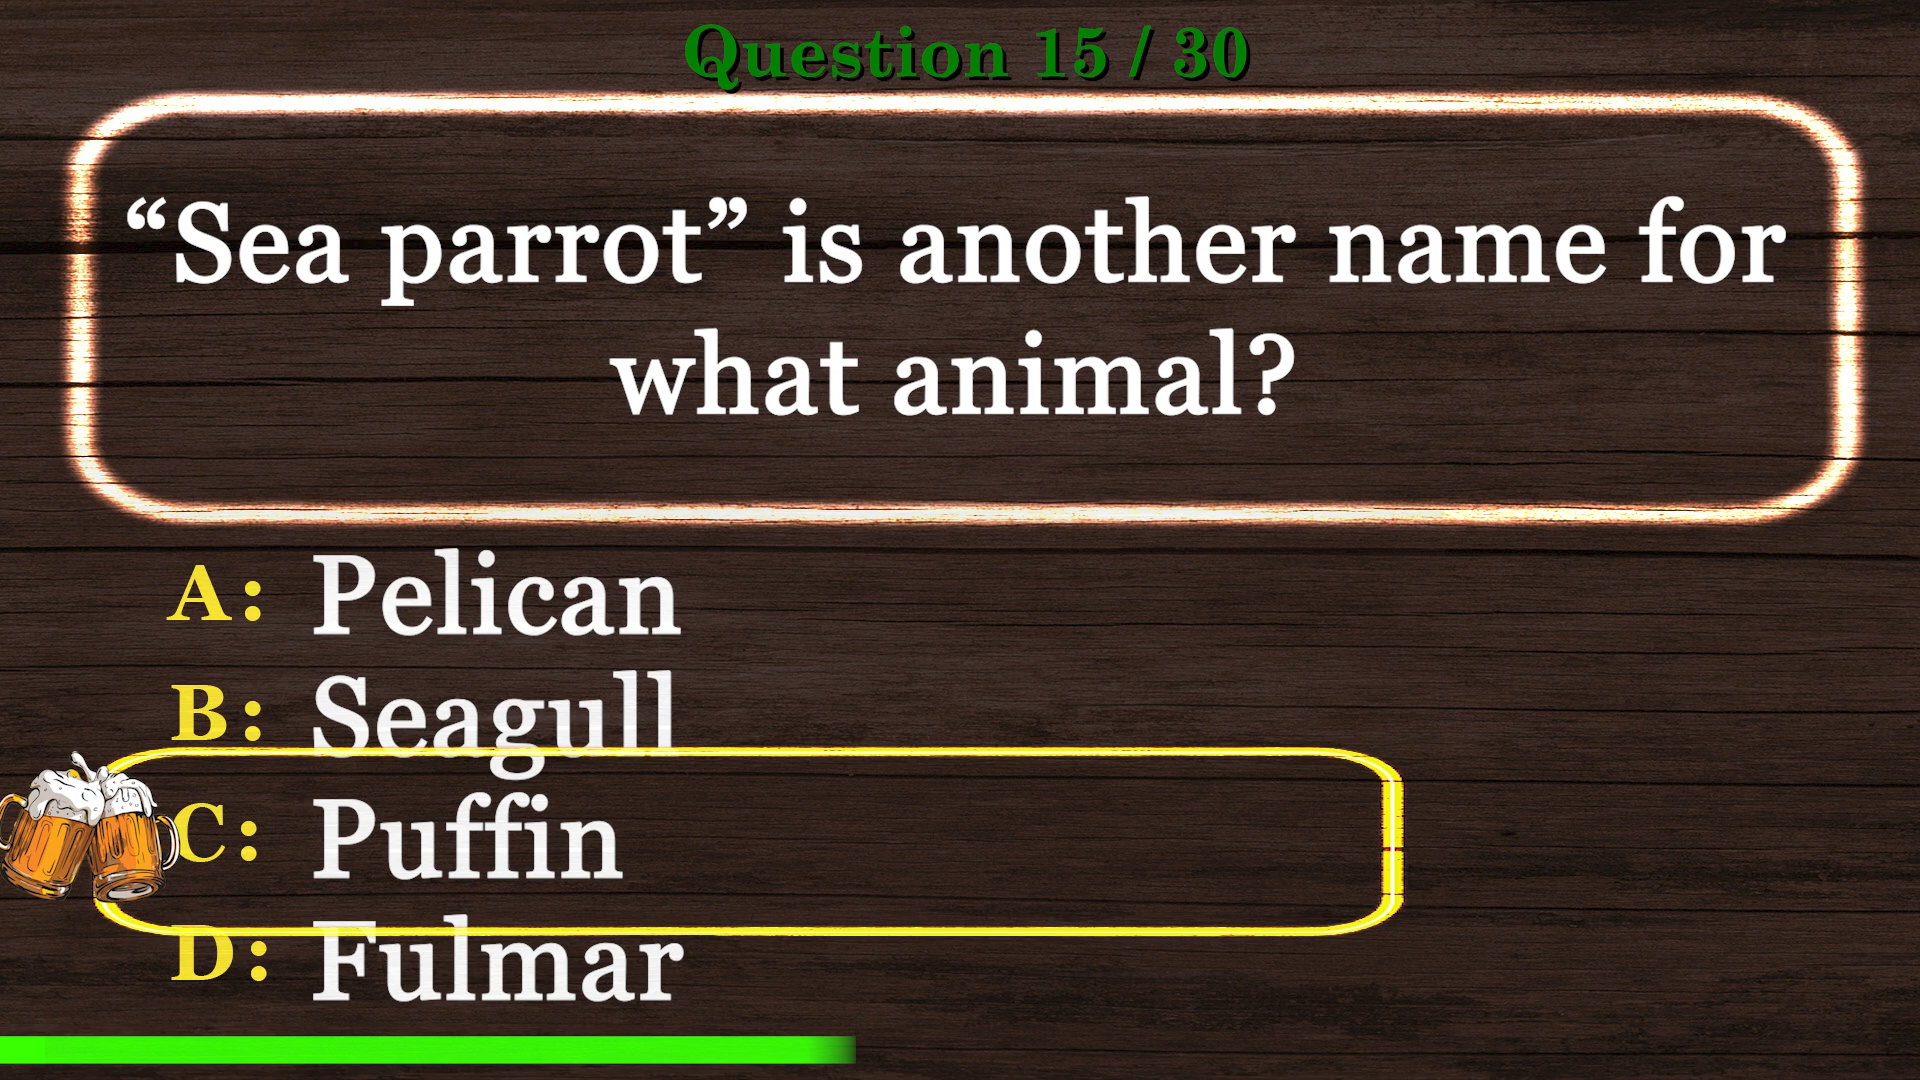 Question 15 / 30
“Sea parrot” is another name for
what animal?
A: Pelican
B: Seagull
C: Puffin
D: Fulmar